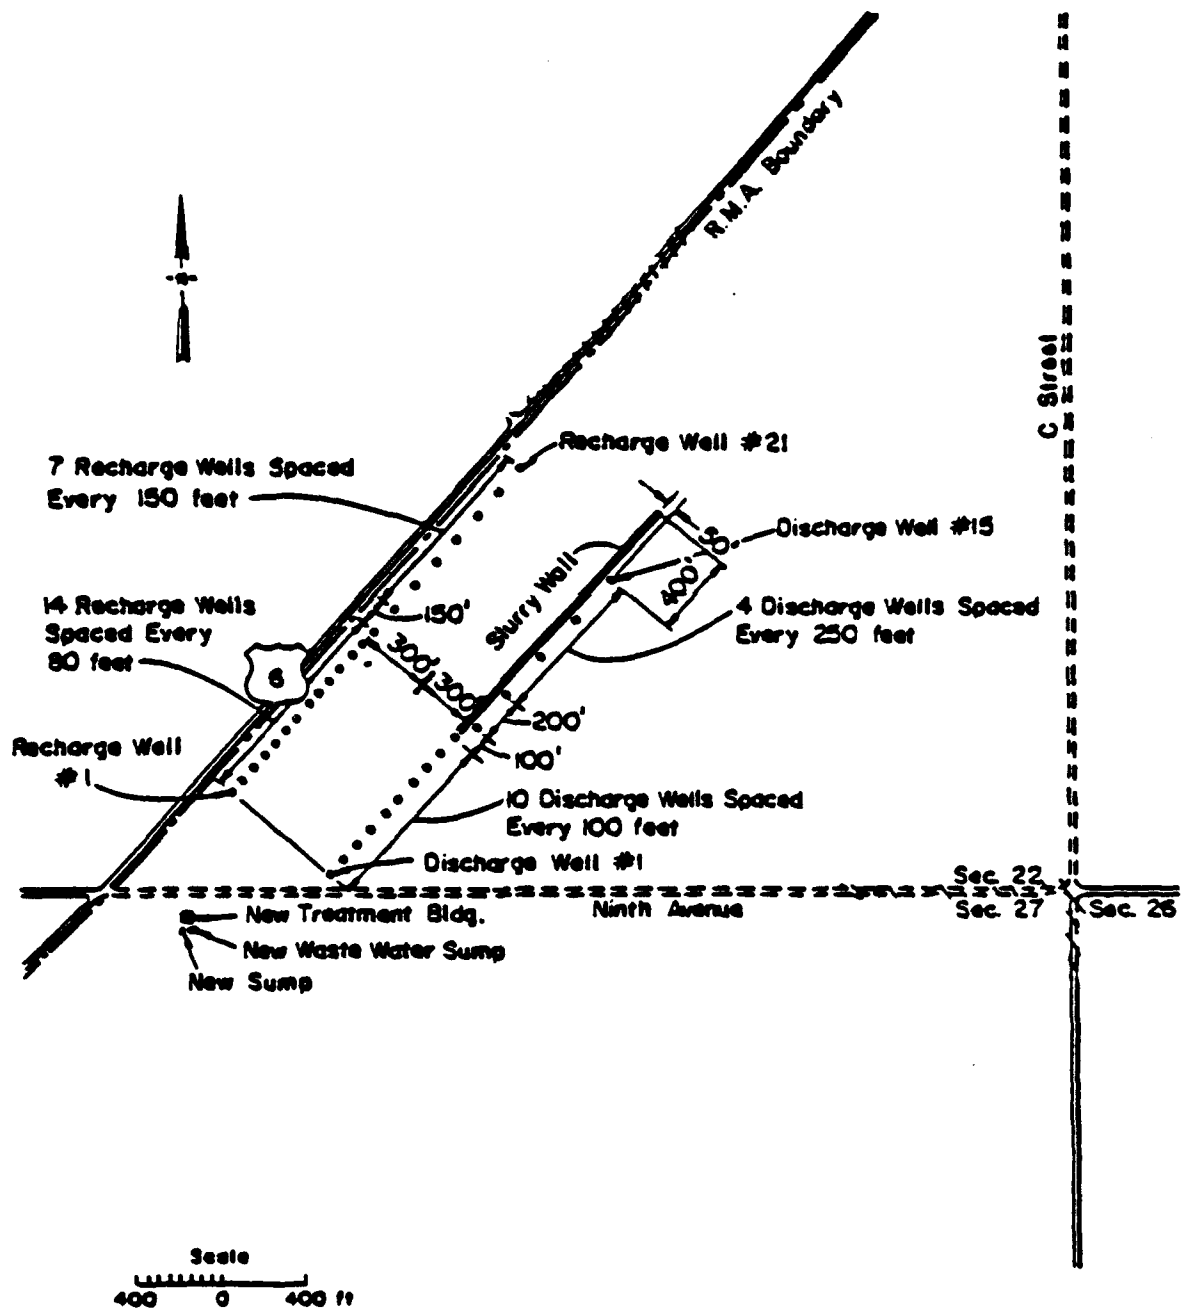 R.M.A. Boundary
C Street
Recharge Well #21
7 Recharge Wells Spaced
Every 150 feet
Discharge Well #15
50'
400'
Slurry Wall
14 Recharge Wells
Spaced Every
80 feet
6
150'
4 Discharge Wells Spaced
Every 250 feet
300'
300'
200'
100'
Recharge Well
#1
10 Discharge Wells Spaced
Every 100 feet
Discharge Well #1
Sec. 22
Ninth Avenue
Sec. 27
Sec. 26
New Treatment Bldg.
New Waste Water Sump
New Sump
Scale
400 0 400 ft